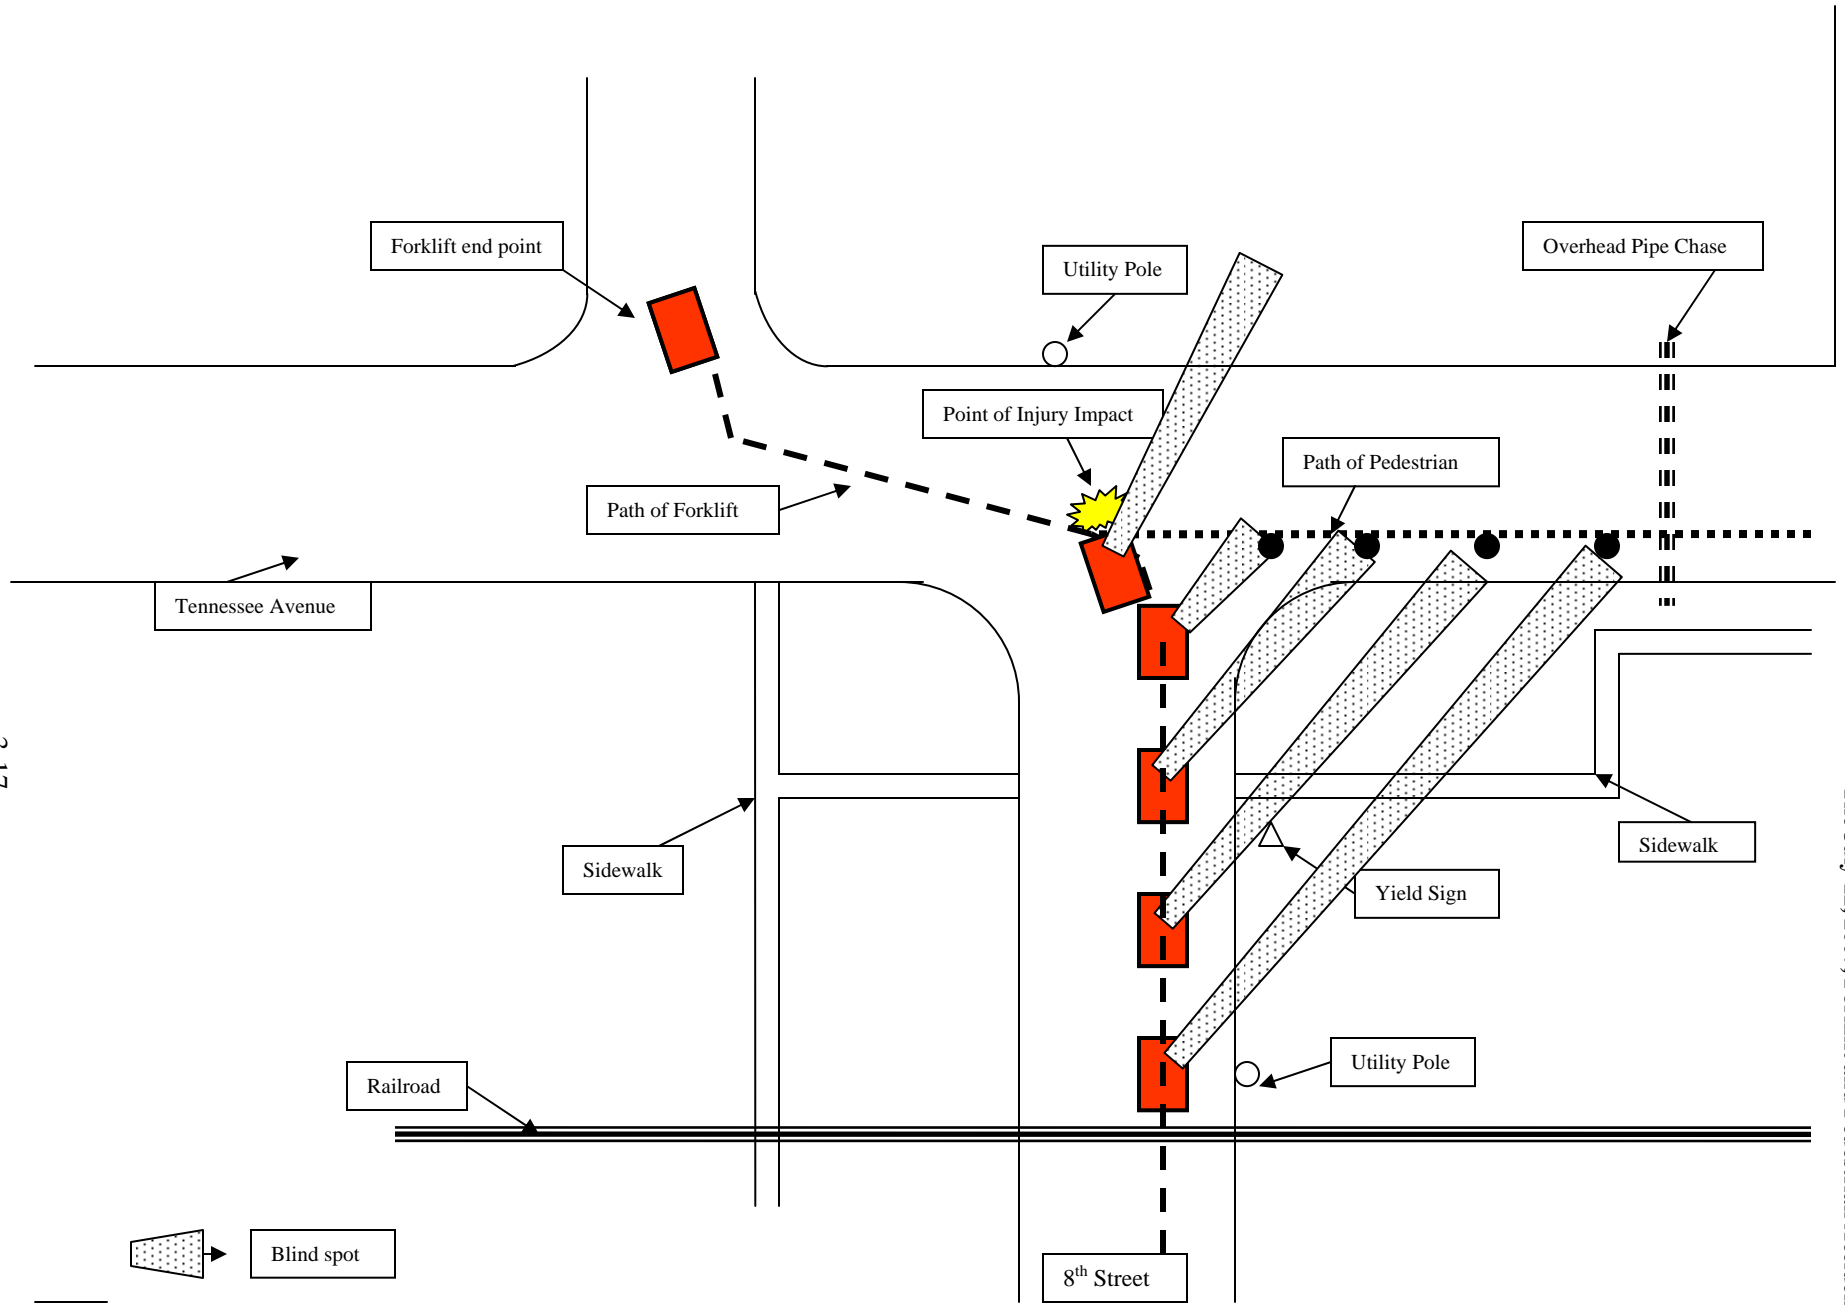 Forklift end point
Utility Pole
Overhead Pipe Chase
Point of Injury Impact
Path of Pedestrian
Path of Forklift
Tennessee Avenue
Sidewalk
Sidewalk
Yield Sign
Railroad
Utility Pole
Blind spot
8th Street